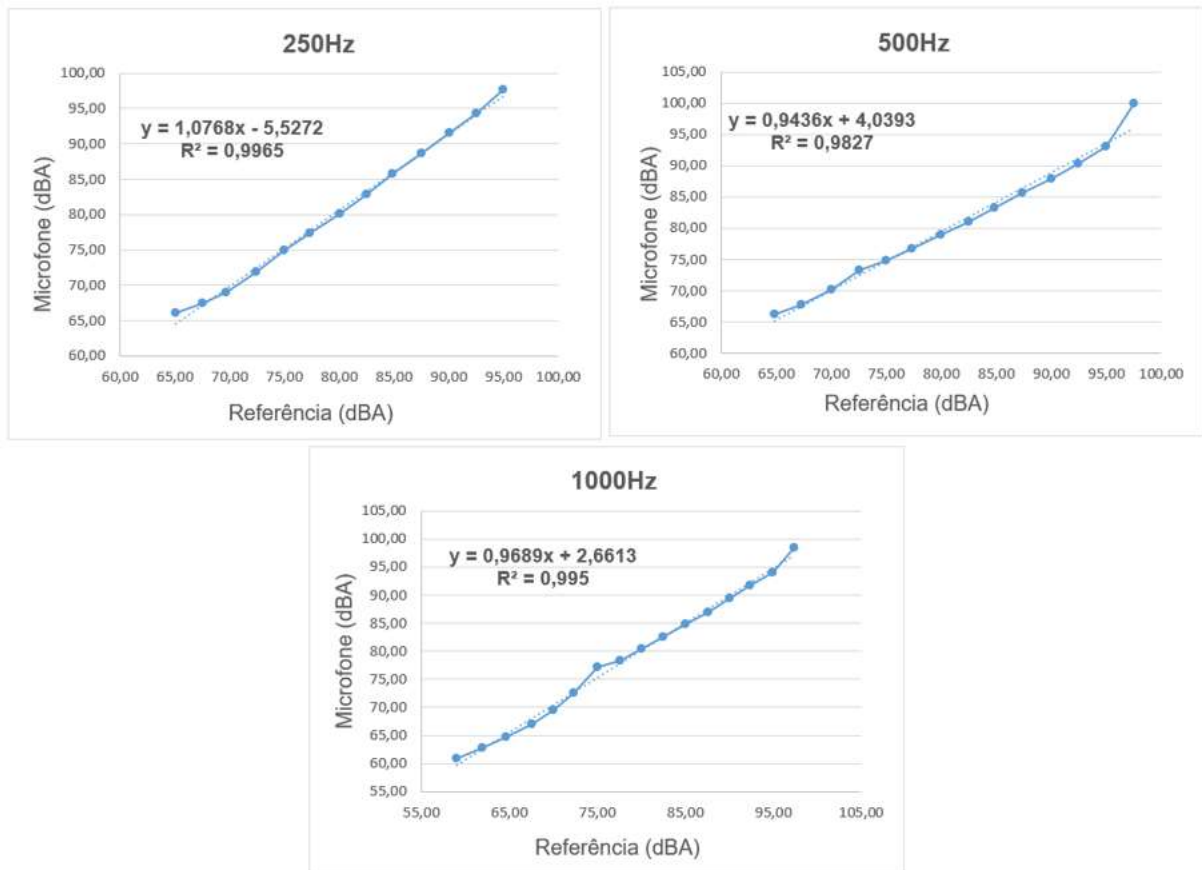 250Hz
y = 1,0768x - 5,5272
R² = 0,9965
Microfone (dBA)
100,00
95,00
90,00
85,00
80,00
75,00
70,00
65,00
60,00
60,00 65,00 70,00 75,00 80,00 85,00 90,00 95,00 100,00
Referência (dBA)
500Hz
y = 0,9436x + 4,0393
R² = 0,9827
Microfone (dBA)
105,00
100,00
95,00
90,00
85,00
80,00
75,00
70,00
65,00
60,00
60,00 65,00 70,00 75,00 80,00 85,00 90,00 95,00 100,00
Referência (dBA)
1000Hz
y = 0,9689x + 2,6613
R² = 0,995
Microfone (dBA)
105,00
100,00
95,00
90,00
85,00
80,00
75,00
70,00
65,00
60,00
55,00
55,00 65,00 75,00 85,00 95,00 105,00
Referência (dBA)